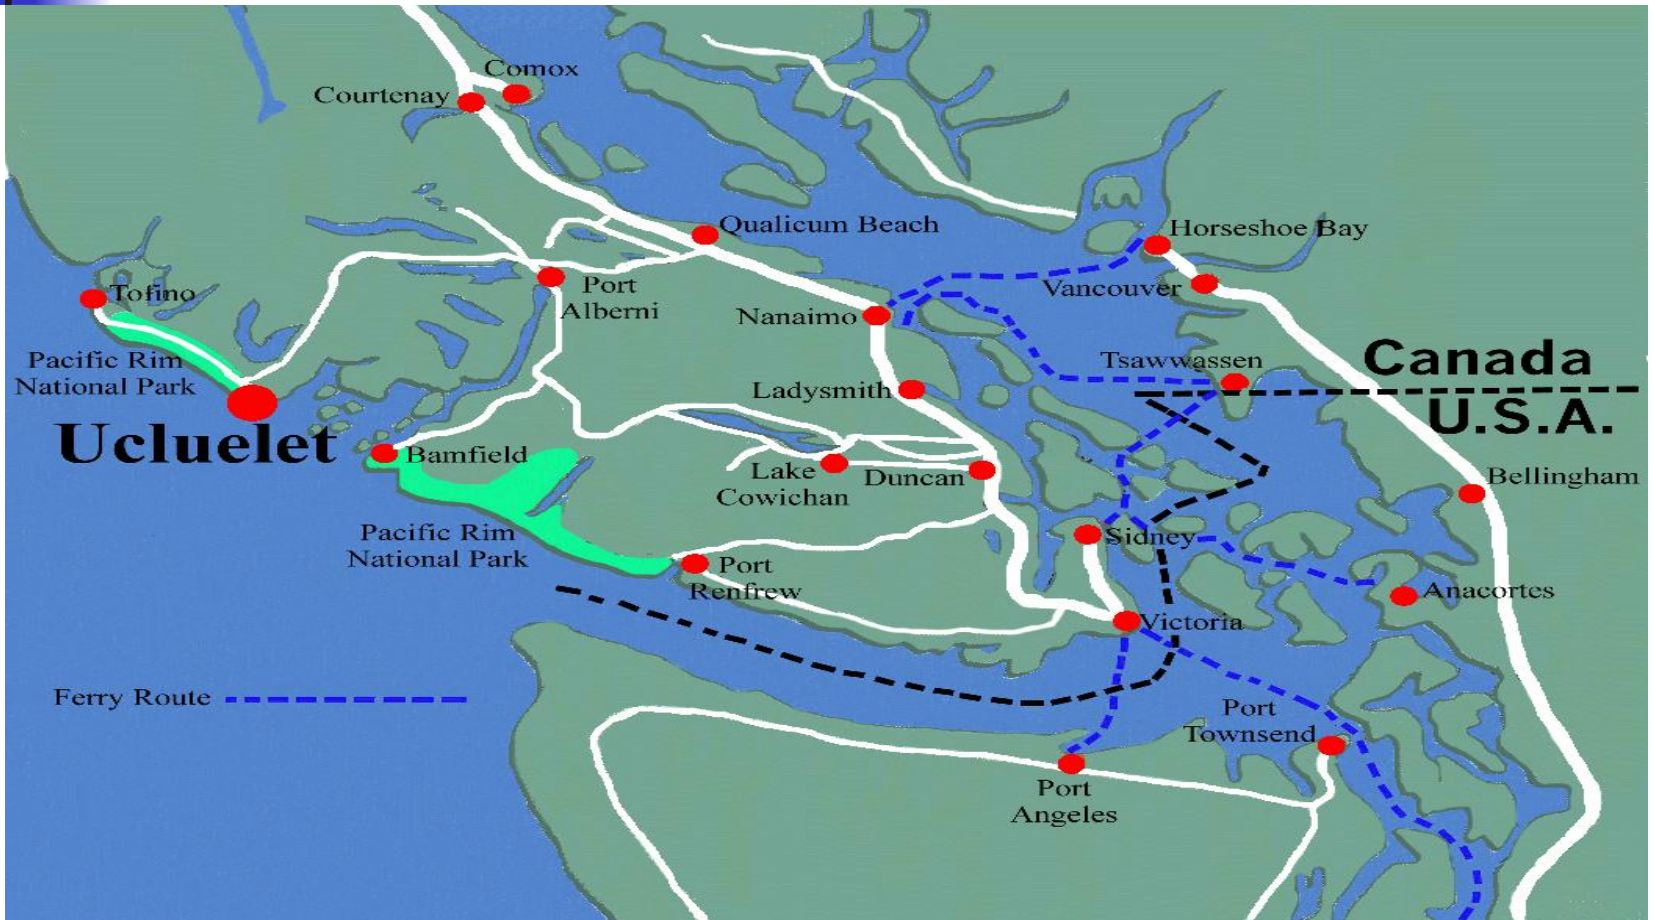 Comox
Courtenay
Qualicum Beach
Horseshoe Bay
Tofino
Port
Alberni
Vancouver
Nanaimo
Pacific Rim
National Park
Tsawwassen
Canada
Ladysmith
U.S.A.
Ucluelet
Bamfield
Lake
Cowichan
Duncan
Bellingham
Pacific Rim
National Park
Sidney
Port
Renfrew
Anacortes
Victoria
Ferry Route
Port
Townsend
Port
Angeles